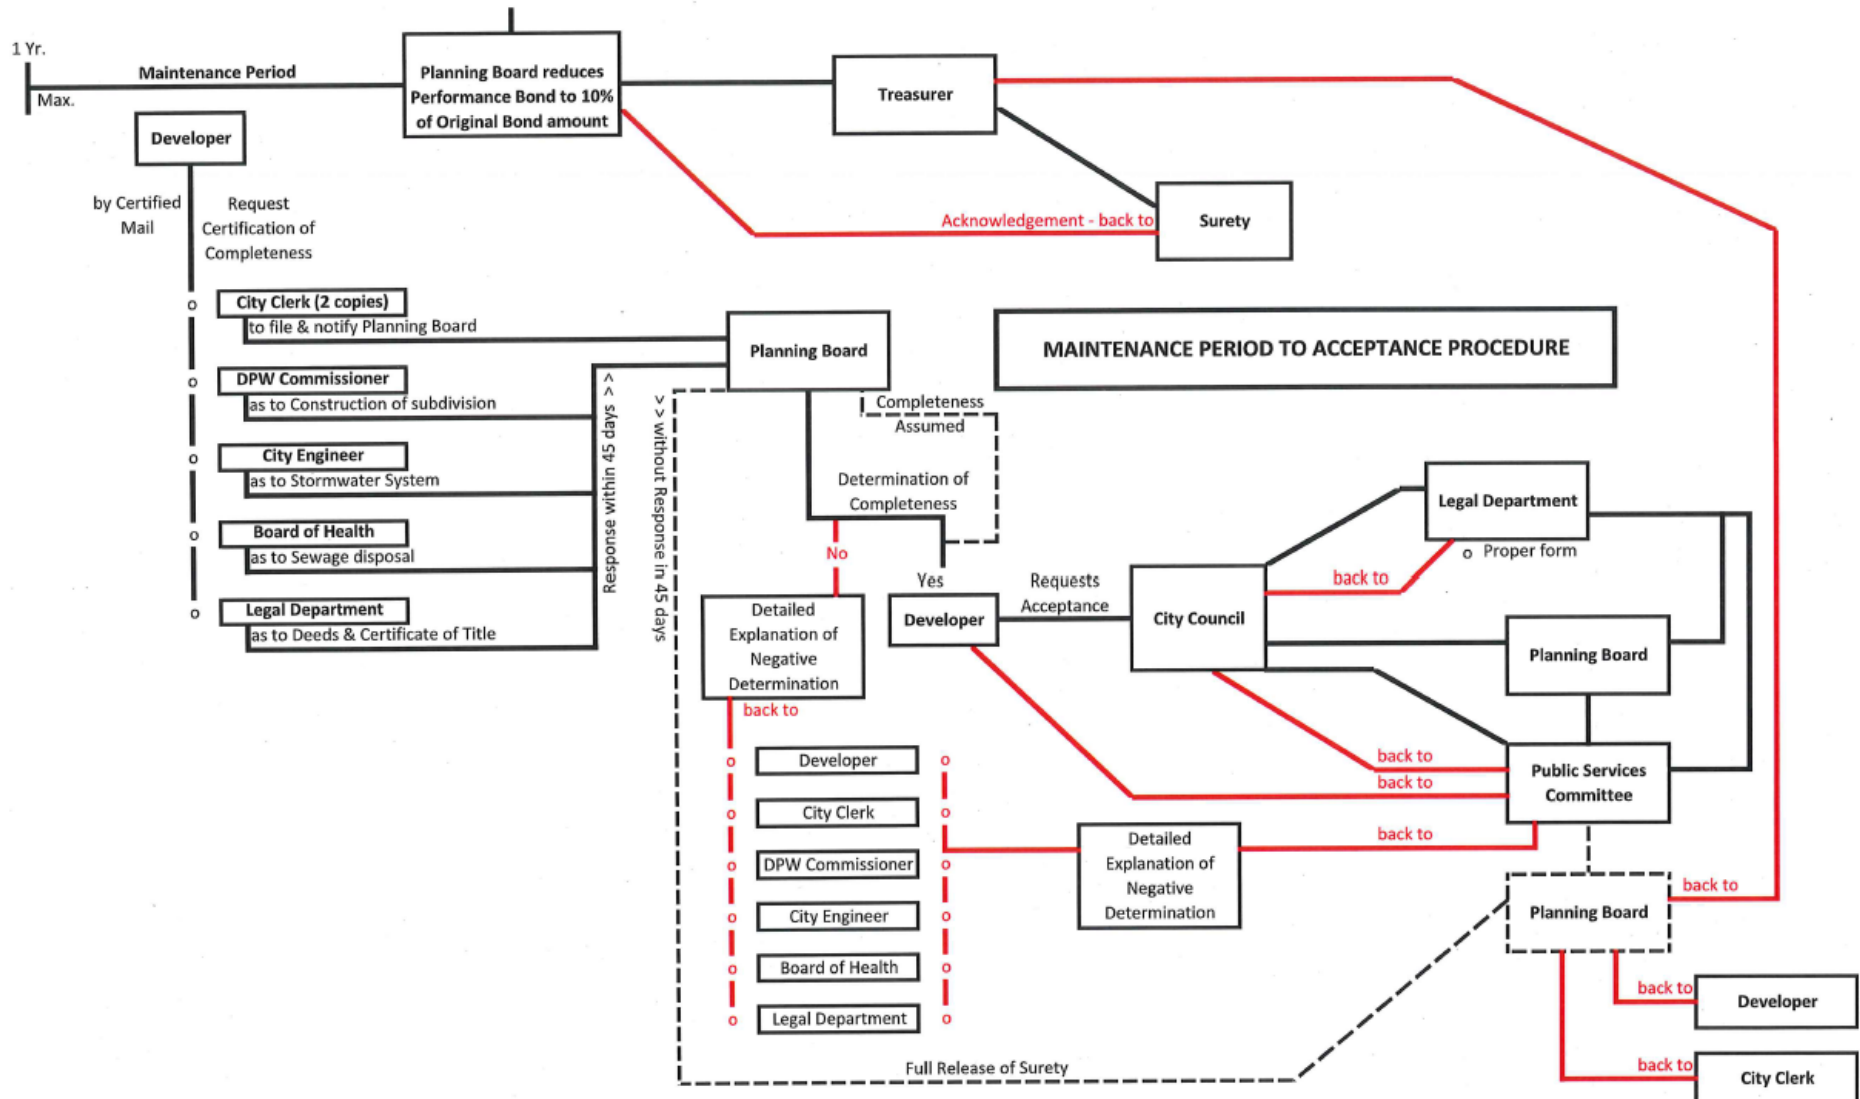 1 Yr.
Maintenance Period
Max.
Planning Board reduces
Performance Bond to 10%
of Original Bond amount
Treasurer
Developer
by Certified
Mail
Request
Certification of
Completeness
Acknowledgement - back to
Surety
o
City Clerk (2 copies)
to file & notify Planning Board
o
DPW Commissioner
as to Construction of subdivision
o
City Engineer
as to Stormwater System
o
Board of Health
as to Sewage disposal
o
Legal Department
as to Deeds & Certificate of Title
Response within 45 days >>
>> without Response in 45 days
Planning Board
MAINTENANCE PERIOD TO ACCEPTANCE PROCEDURE
Completeness
Assumed
Determination of
Completeness
No
Yes
Detailed
Explanation of
Negative
Determination
back to
Developer
Requests
Acceptance
City Council
Legal Department
o Proper form
back to
Planning Board
back to
back to
Public Services
Committee
back to
o Developer o
o City Clerk o
o DPW Commissioner o
o City Engineer o
o Board of Health o
o Legal Department o
Detailed
Explanation of
Negative
Determination
Planning Board
back to
back to
Developer
back to
City Clerk
Full Release of Surety